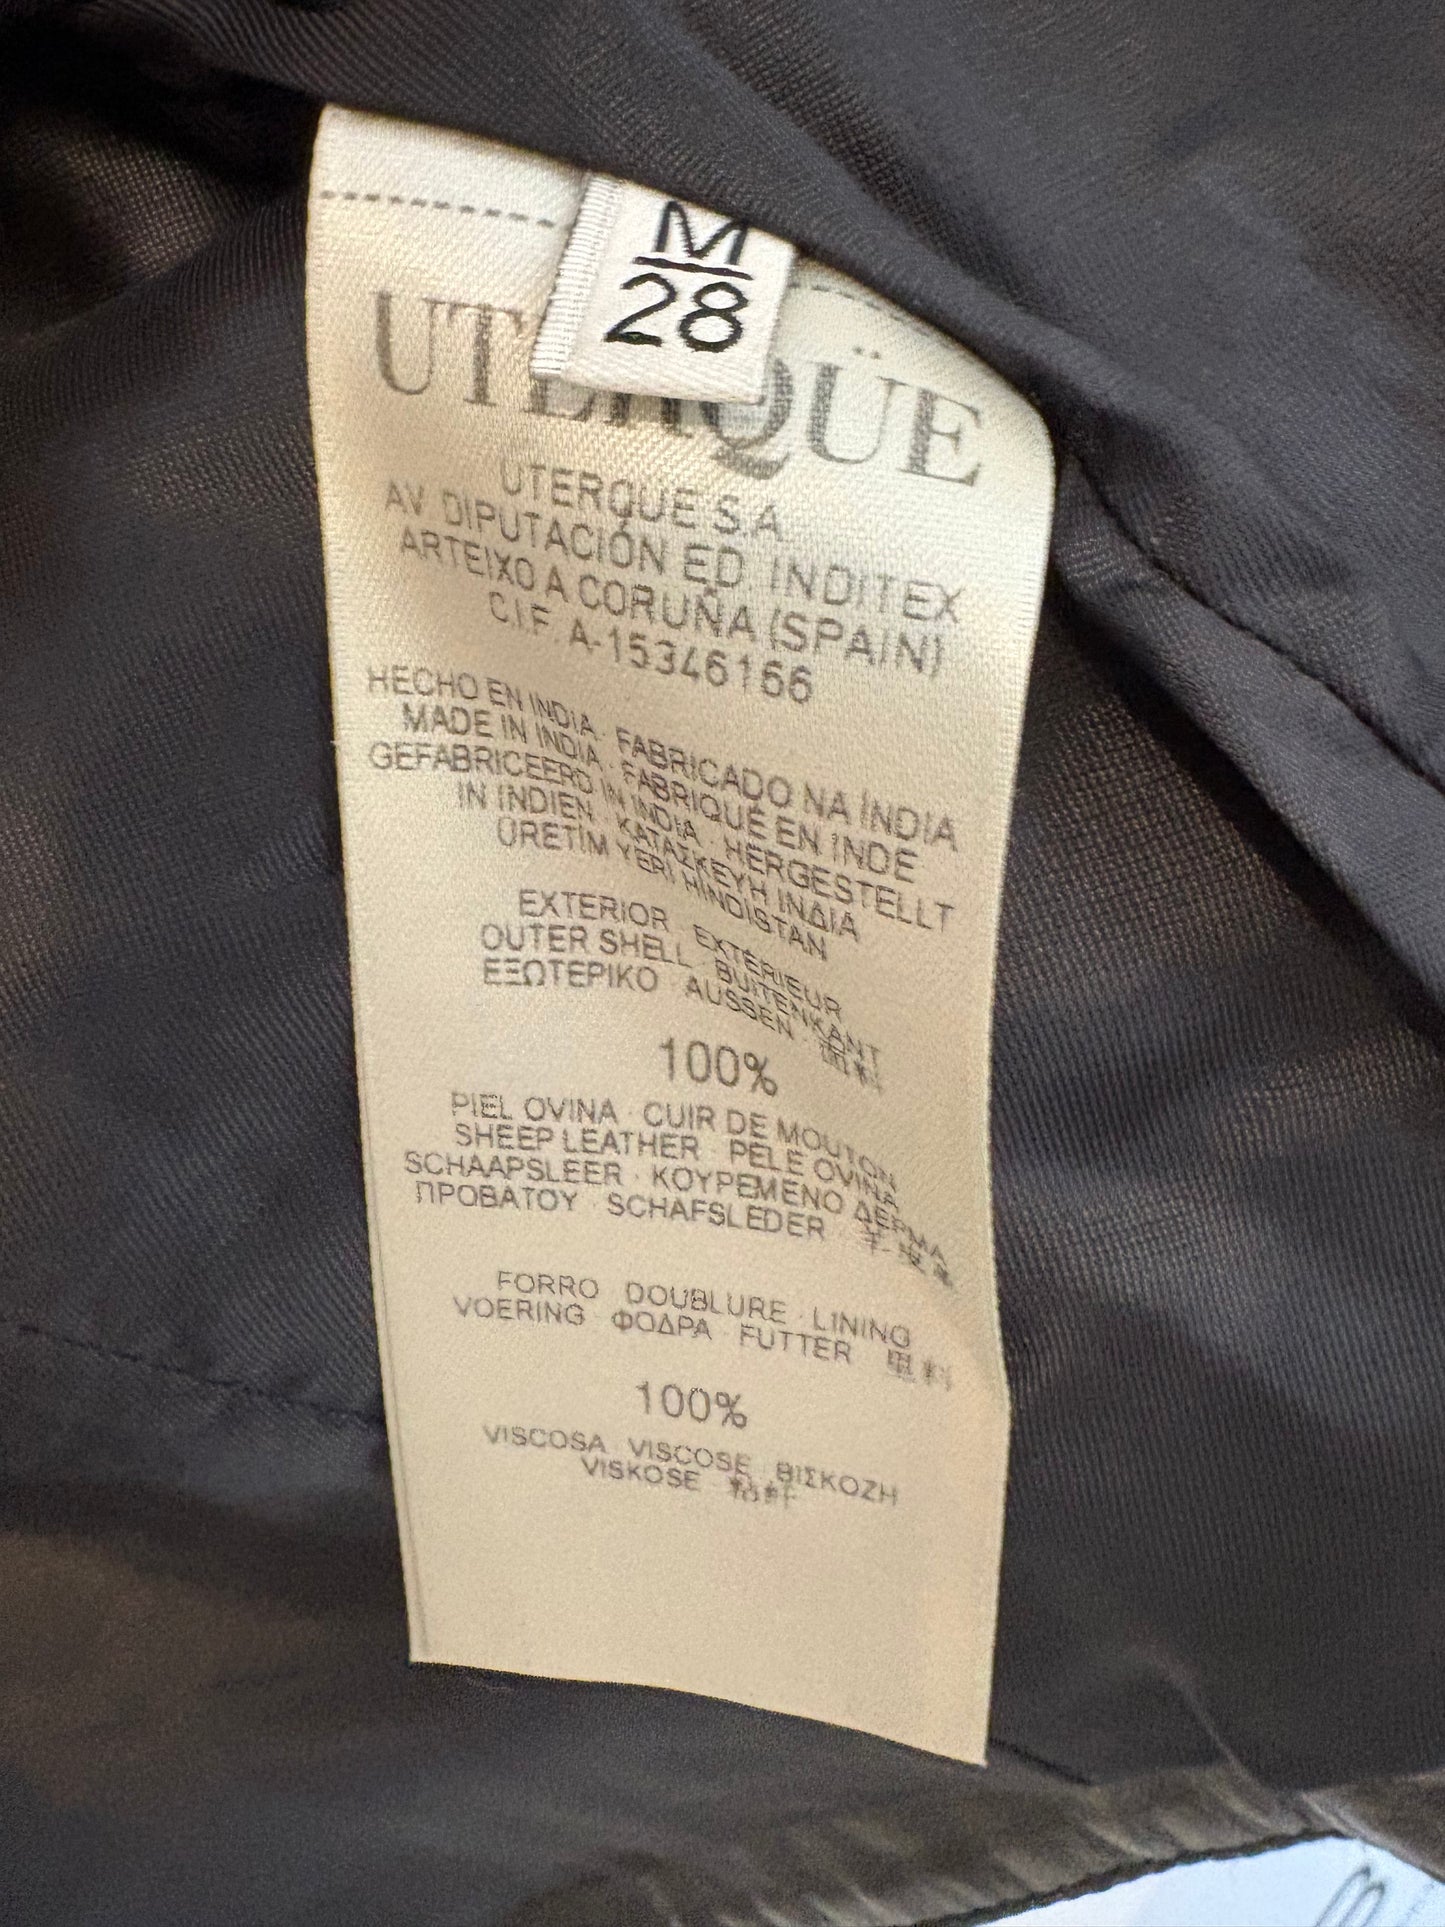 M
28
UTERQÜE
UTERQUE S.A
AV DIPUTACIÓN ED. INDITEX
ARTEIXO A CORUÑA (SPAIN)
C.I.F. A-15346166
HECHO EN INDIA · FABRICADO NA ÍNDIA
MADE IN INDIA · FABRIQUÉ EN INDE
GEFABRICEERD IN INDIA · HERGESTELLT
IN INDIEN · ΚΑΤΑΣΚΕΥΗ ΙΝΔΙΑ
ÜRETİM YERİ HİNDİSTAN
EXTERIOR · EXTÉRIEUR
OUTER SHELL · BUITENKANT
ΕΞΩΤΕΡΙΚΟ · AUSSEN ·
100%
PIEL OVINA · CUIR DE MOUTON
SHEEP LEATHER · PELE OVINA
SCHAAPSLEER · ΚΟΥΡΕΜΕΝΟ ΔΕΡΜΑ
ΠΡΟΒΑΤΟΥ · SCHAFSLEDER ·
FORRO · DOUBLURE · LINING
VOERING · ΦΟΔΡΑ · FUTTER ·
100%
VISCOSA · VISCOSE · ΒΙΣΚΟΖΗ
VISKOSE ·